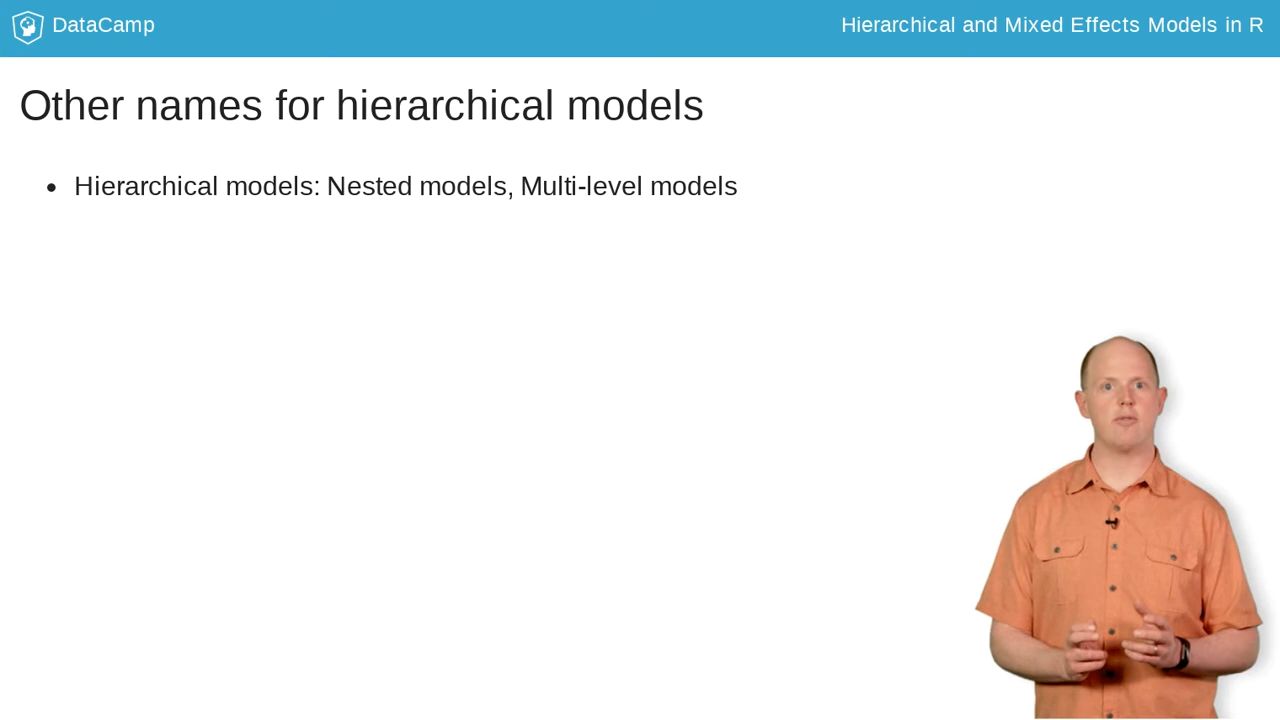 DataCamp
Hierarchical and Mixed Effects Models in R
Other names for hierarchical models
• Hierarchical models: Nested models, Multi-level models